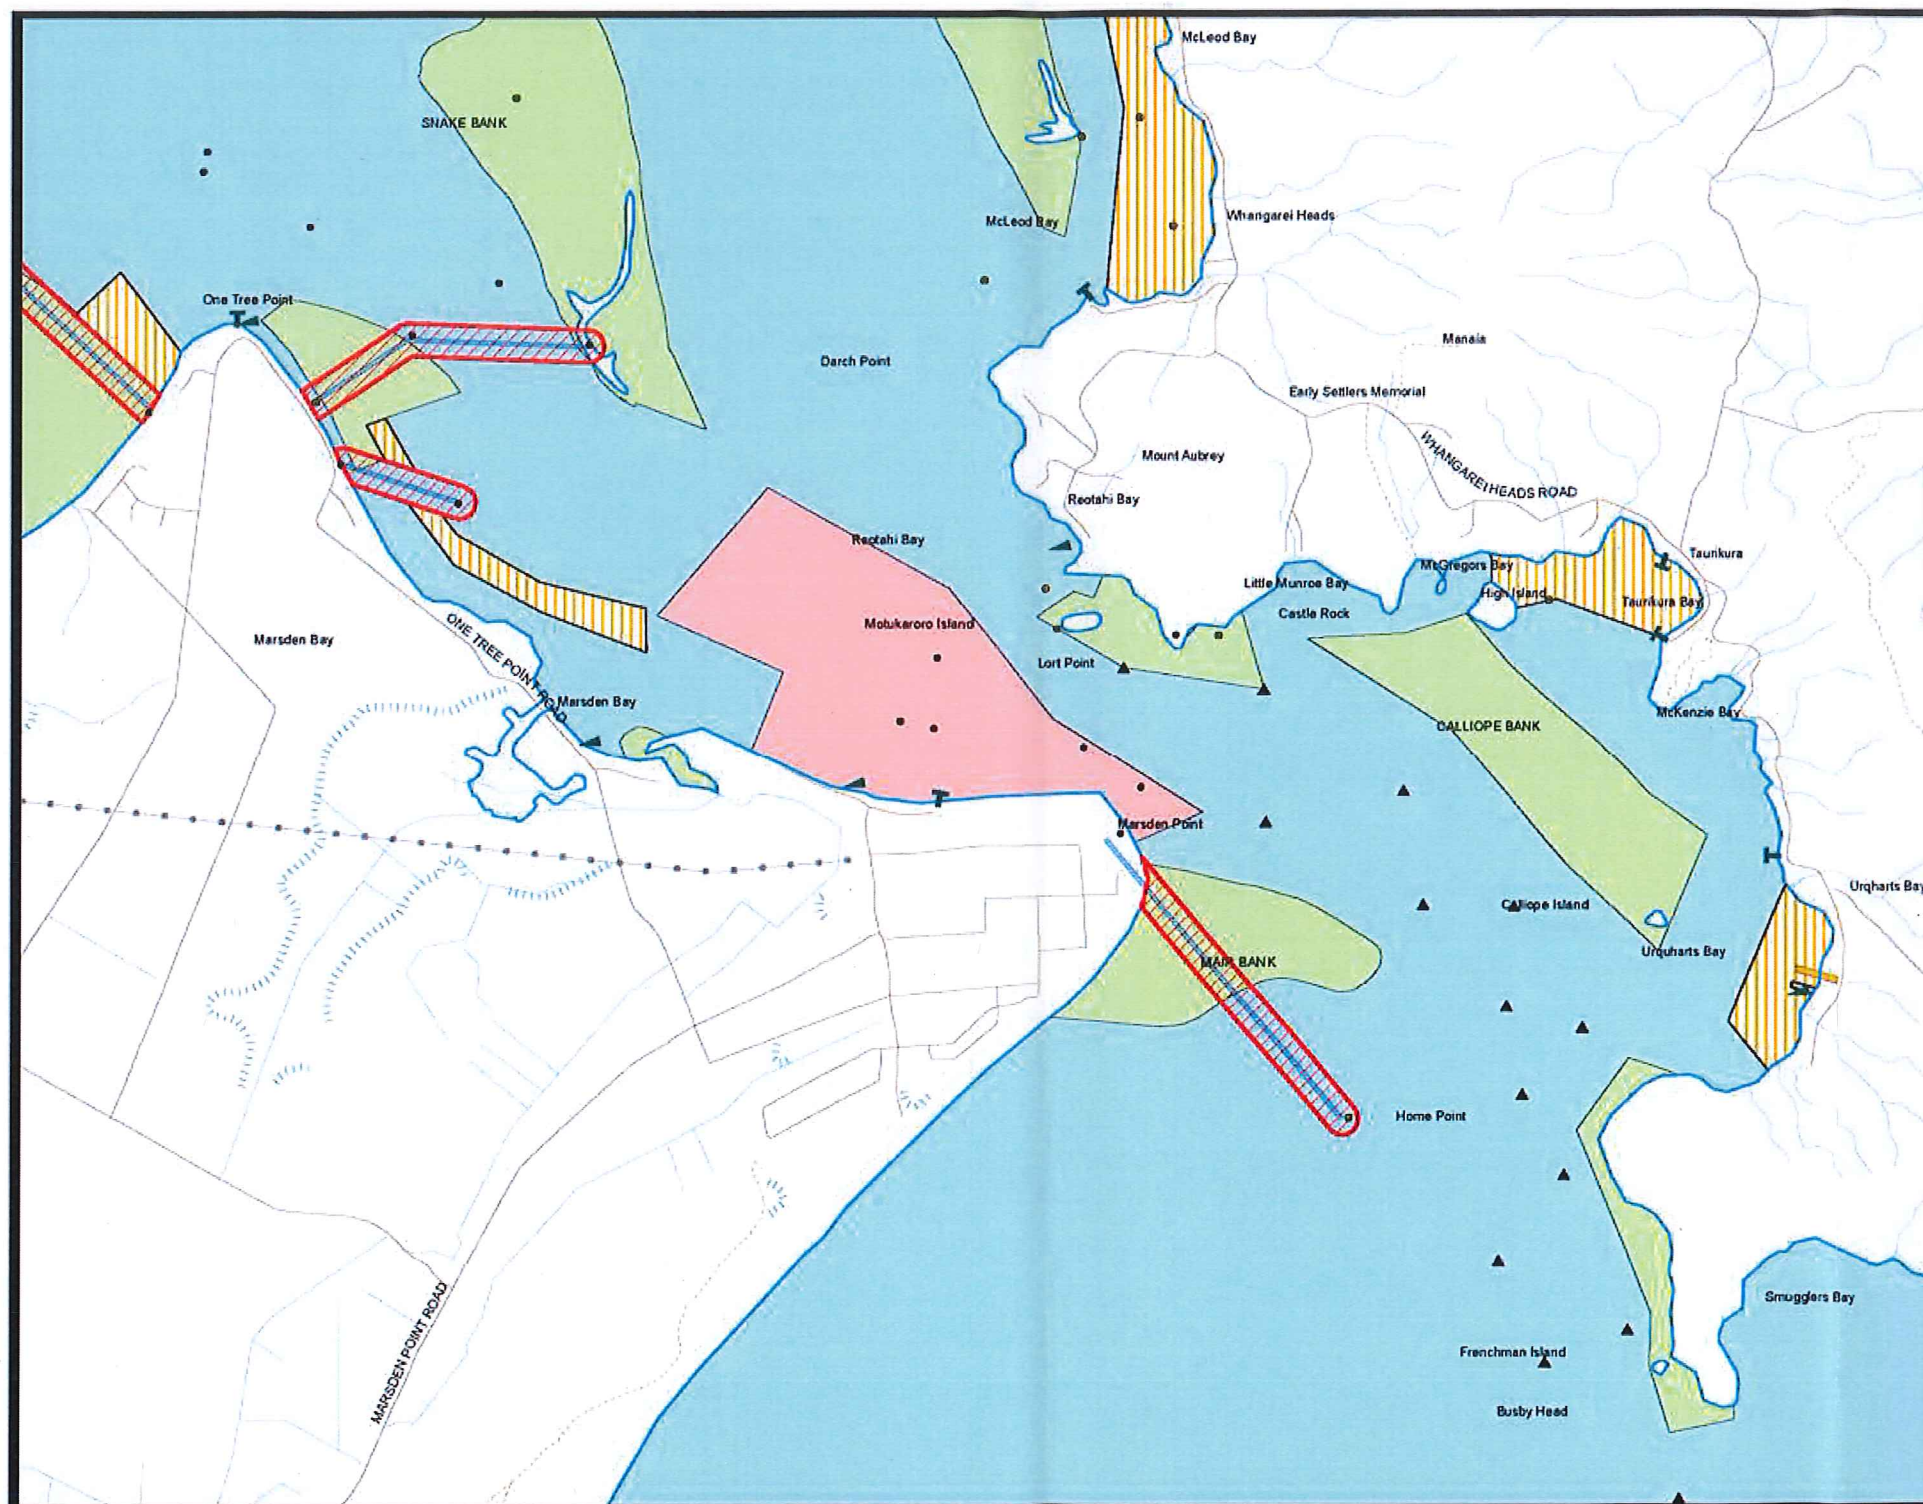 McLeod Bay
SNAKE BANK
McLeod Bay
Whangarei Heads
One Tree Point
Manaia
Darch Point
Early Settlers Memorial
Mount Aubrey
WHANGAREI HEADS ROAD
Reotahi Bay
Reotahi Bay
Taurikura
McGregors Bay
Little Munroe Bay
High Island
Taurikura Bay
Castle Rock
Motukaroro Island
Marsden Bay
ONE TREE POINT ROAD
Lort Point
Marsden Bay
McKenzie Bay
CALLIOPE BANK
Marsden Point
Urqharts Bay
Calliope Island
Urquharts Bay
MAIR BANK
Home Point
Smugglers Bay
MARSDEN POINT ROAD
Frenchman Island
Busby Head